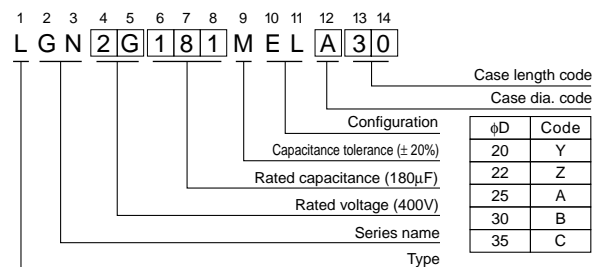 1 2 3 4 5 6 7 8 9 10 11 12 13 14
L G N 2 G 1 8 1 M E L A 3 0
Case length code
Case dia. code
Configuration
Capacitance tolerance (± 20%)
Rated capacitance (180µF)
Rated voltage (400V)
Series name
Type
ϕD Code
20 Y
22 Z
25 A
30 B
35 C